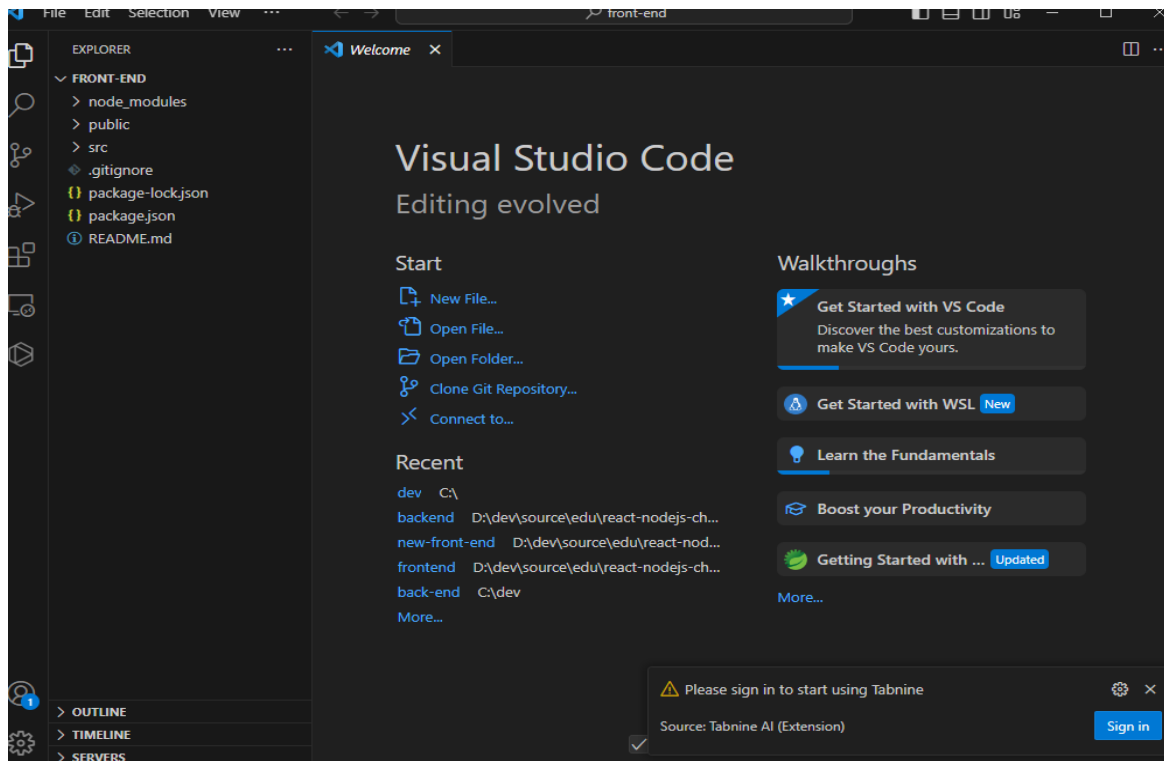 File Edit Selection View ···
front-end
EXPLORER ···
Welcome
FRONT-END
node_modules
public
src
.gitignore
package-lock.json
package.json
README.md
Visual Studio Code
Editing evolved
Start
New File...
Open File...
Open Folder...
Clone Git Repository...
Connect to...
Recent
dev C:\
backend D:\dev\source\edu\react-nodejs-ch...
new-front-end D:\dev\source\edu\react-nod...
frontend D:\dev\source\edu\react-nodejs-ch...
back-end C:\dev
More...
Walkthroughs
Get Started with VS Code
Discover the best customizations to
make VS Code yours.
Get Started with WSL New
Learn the Fundamentals
Boost your Productivity
Getting Started with ... Updated
More...
1
OUTLINE
TIMELINE
SERVERS
Please sign in to start using Tabnine
Source: Tabnine AI (Extension)
Sign in